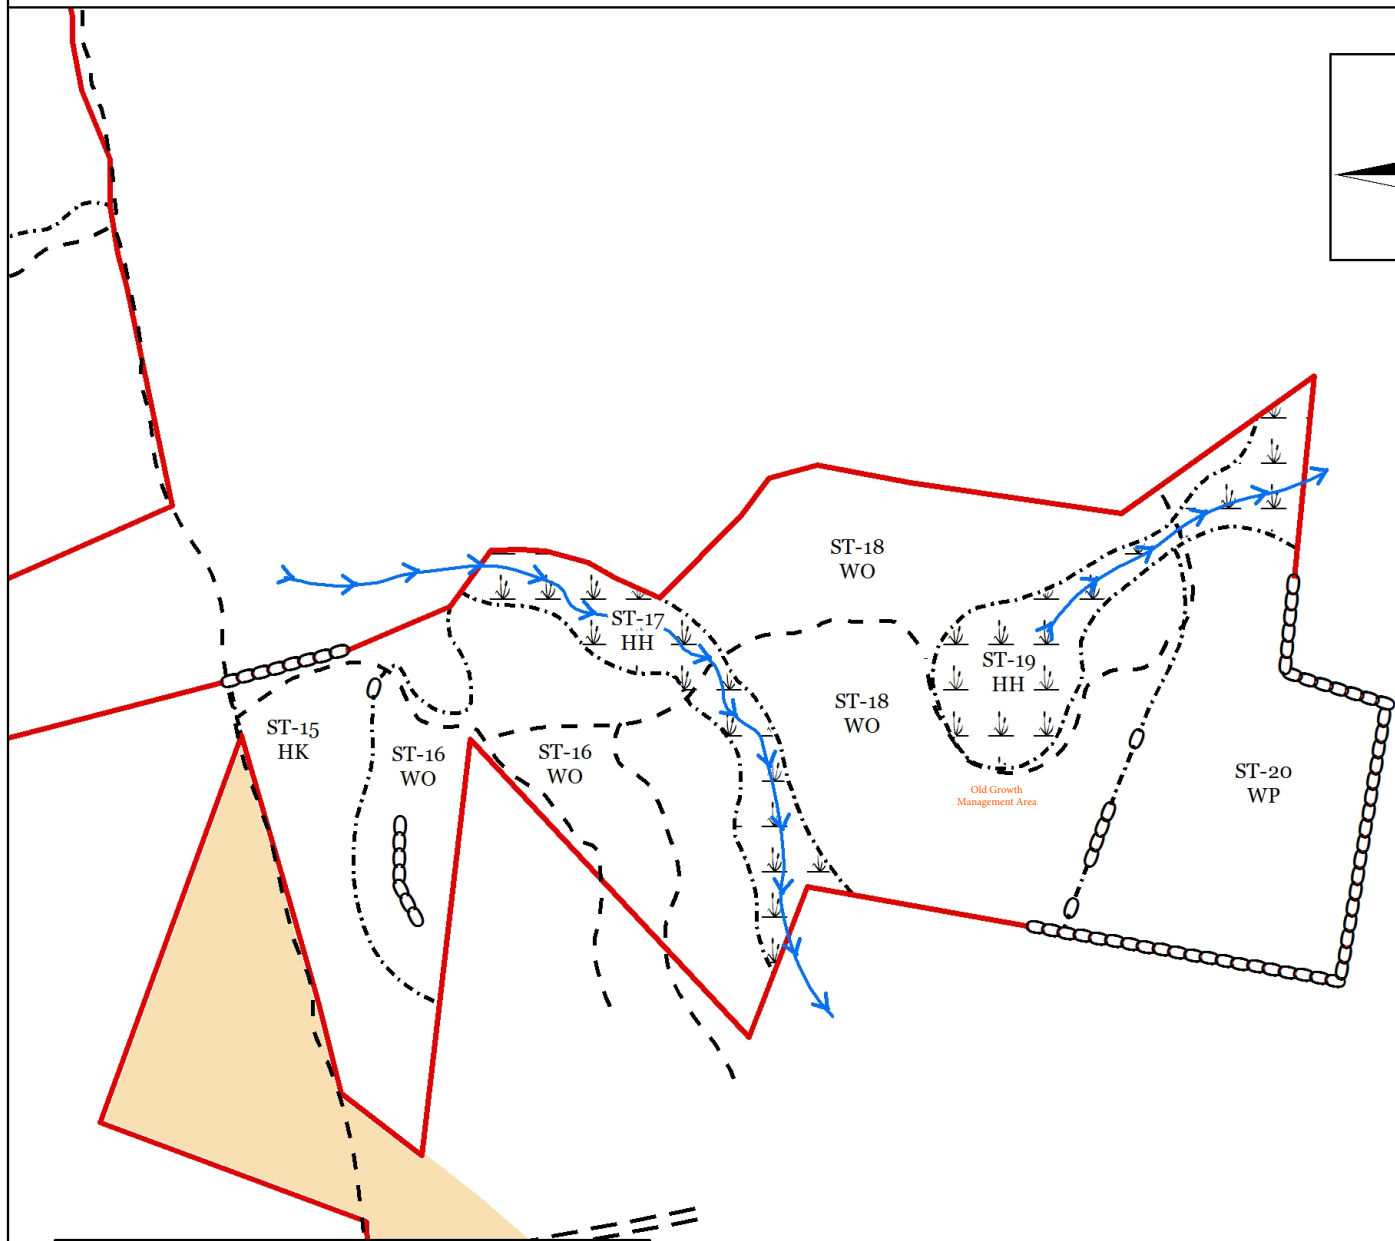 ST-18
WO
ST-17
HH
ST-19
HH
ST-18
WO
ST-15
HK
ST-16
WO
ST-16
WO
ST-20
WP
Old Growth
Management Area